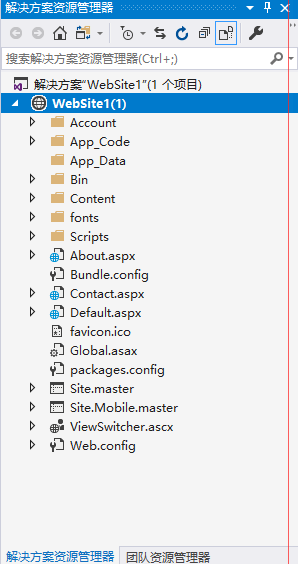 解决方案资源管理器
搜索解决方案资源管理器(Ctrl+;)
解决方案"WebSite1"(1 个项目)
WebSite1(1)
Account
App_Code
App_Data
Bin
Content
fonts
Scripts
About.aspx
Bundle.config
Contact.aspx
Default.aspx
favicon.ico
Global.asax
packages.config
Site.master
Site.Mobile.master
ViewSwitcher.ascx
Web.config
解决方案资源管理器 团队资源管理器